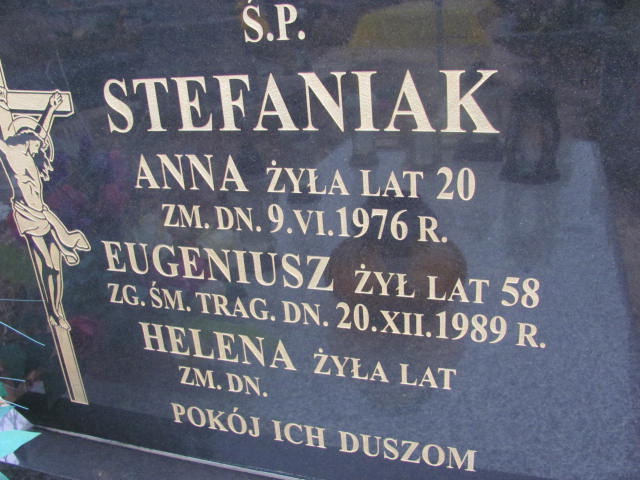 Ś.P.
STEFANIAK
ANNA ŻYŁA LAT 20
ZM. DN. 9.VI.1976 R.
EUGENIUSZ ŻYŁ LAT 58
ZG. ŚM. TRAG. DN. 20.XII.1989 R.
HELENA ŻYŁA LAT
ZM. DN.
POKÓJ ICH DUSZOM